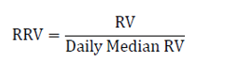 RRV = RV / Daily Median RV